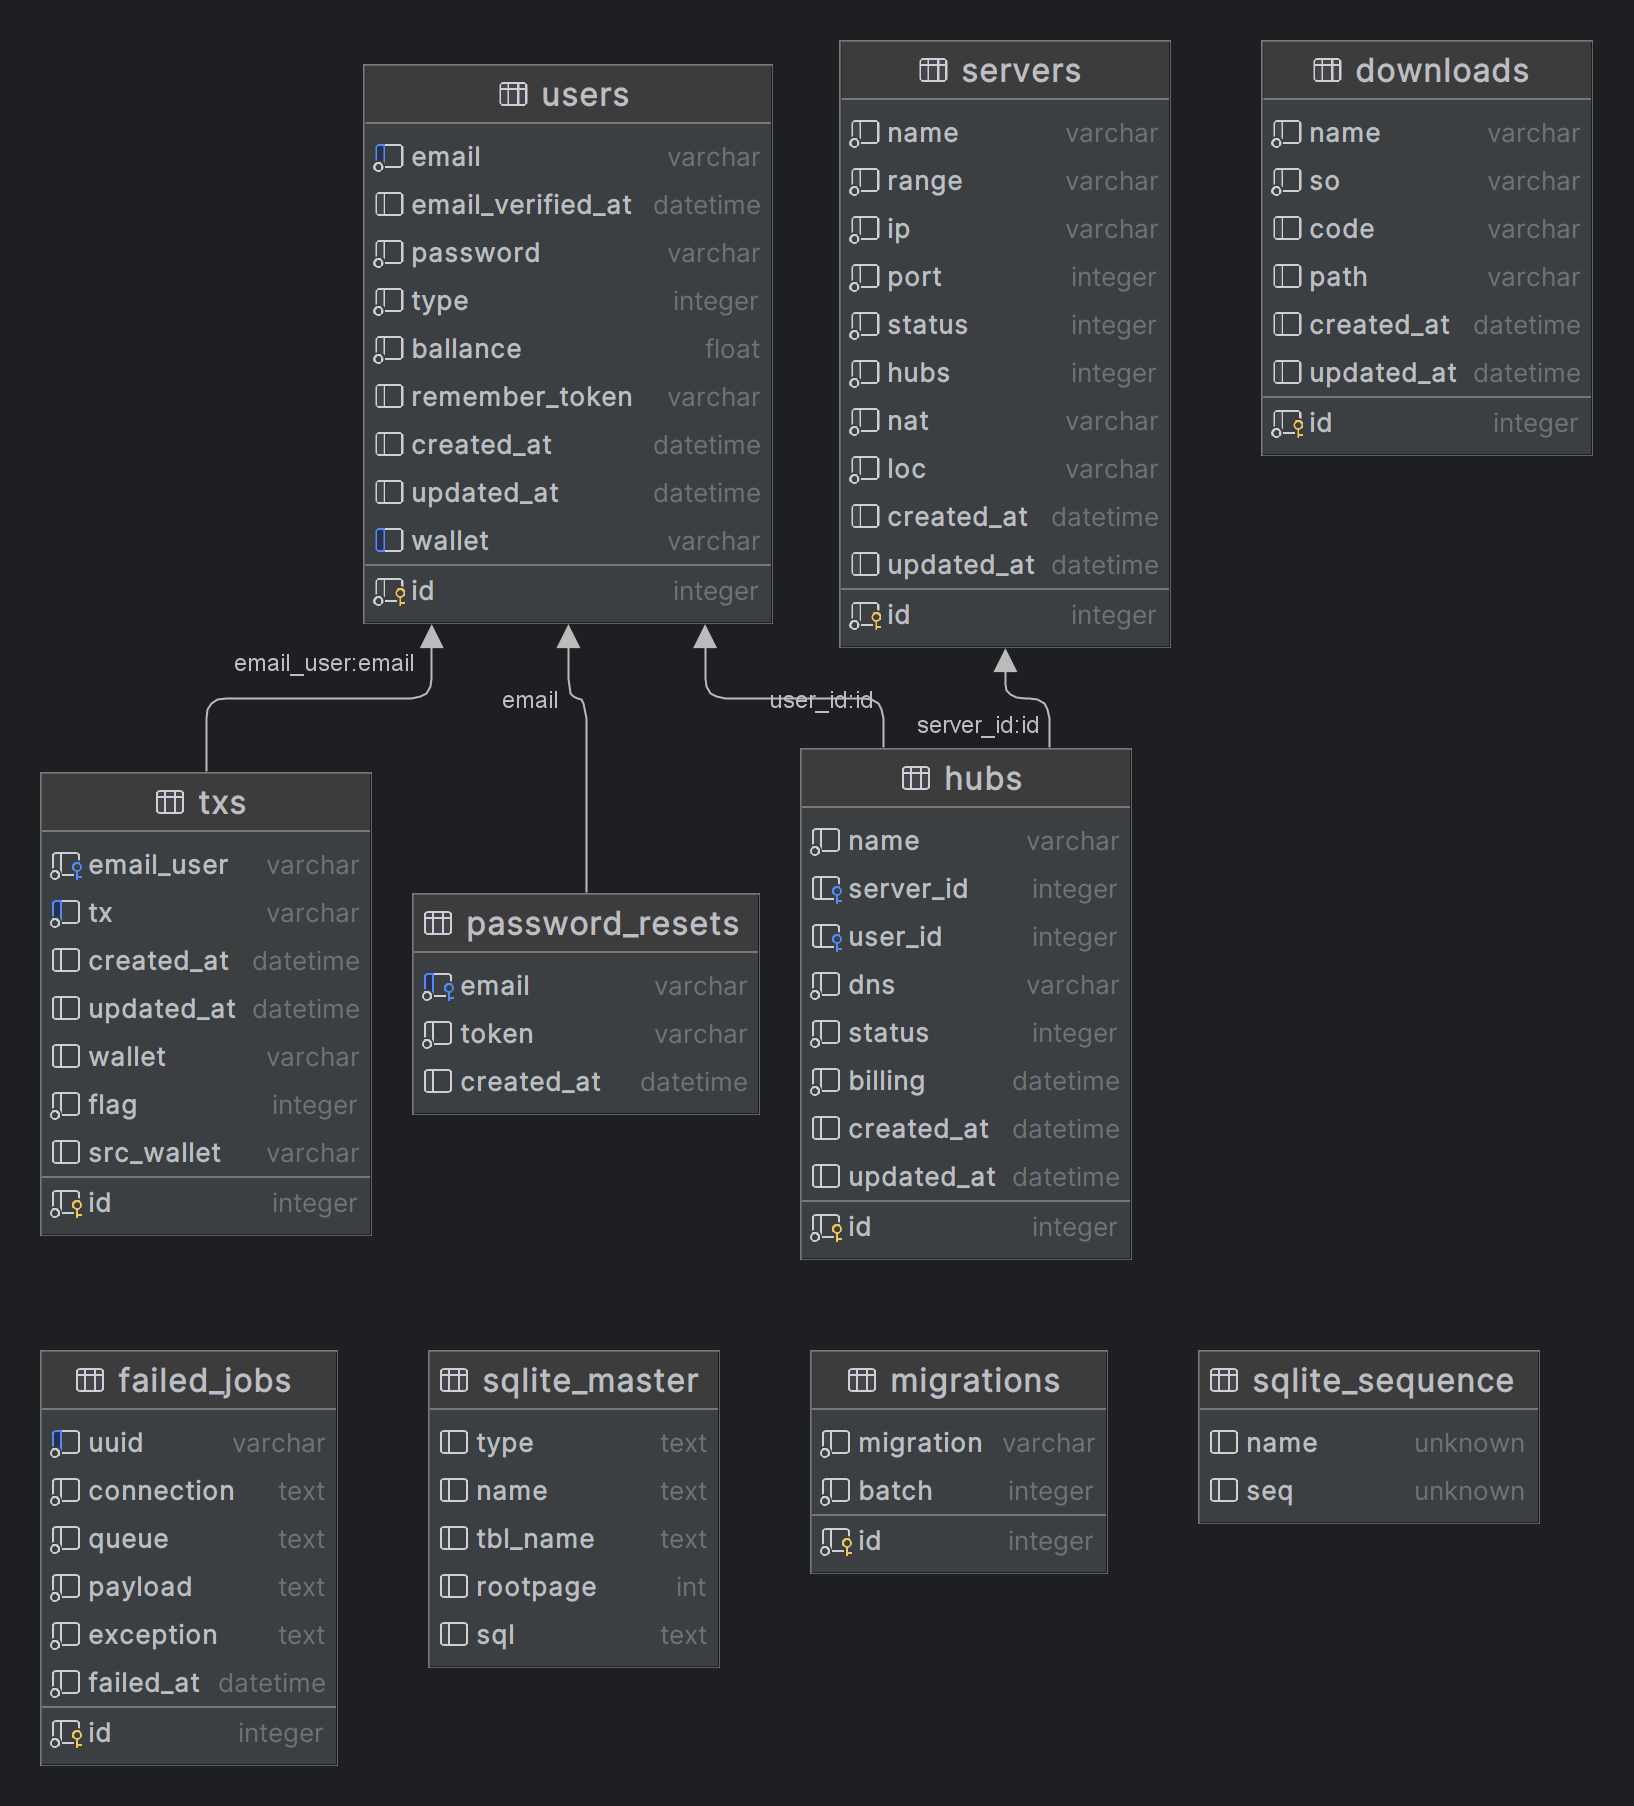 users
email varchar
email_verified_at datetime
password varchar
type integer
ballance float
remember_token varchar
created_at datetime
updated_at datetime
wallet varchar
id integer
servers
name varchar
range varchar
ip varchar
port integer
status integer
hubs integer
nat varchar
loc varchar
created_at datetime
updated_at datetime
id integer
downloads
name varchar
so varchar
code varchar
path varchar
created_at datetime
updated_at datetime
id integer
email_user:email
email
user_id:id
server_id:id
txs
email_user varchar
tx varchar
created_at datetime
updated_at datetime
wallet varchar
flag integer
src_wallet varchar
id integer
password_resets
email varchar
token varchar
created_at datetime
hubs
name varchar
server_id integer
user_id integer
dns varchar
status integer
billing datetime
created_at datetime
updated_at datetime
id integer
failed_jobs
uuid varchar
connection text
queue text
payload text
exception text
failed_at datetime
id integer
sqlite_master
type text
name text
tbl_name text
rootpage int
sql text
migrations
migration varchar
batch integer
id integer
sqlite_sequence
name unknown
seq unknown